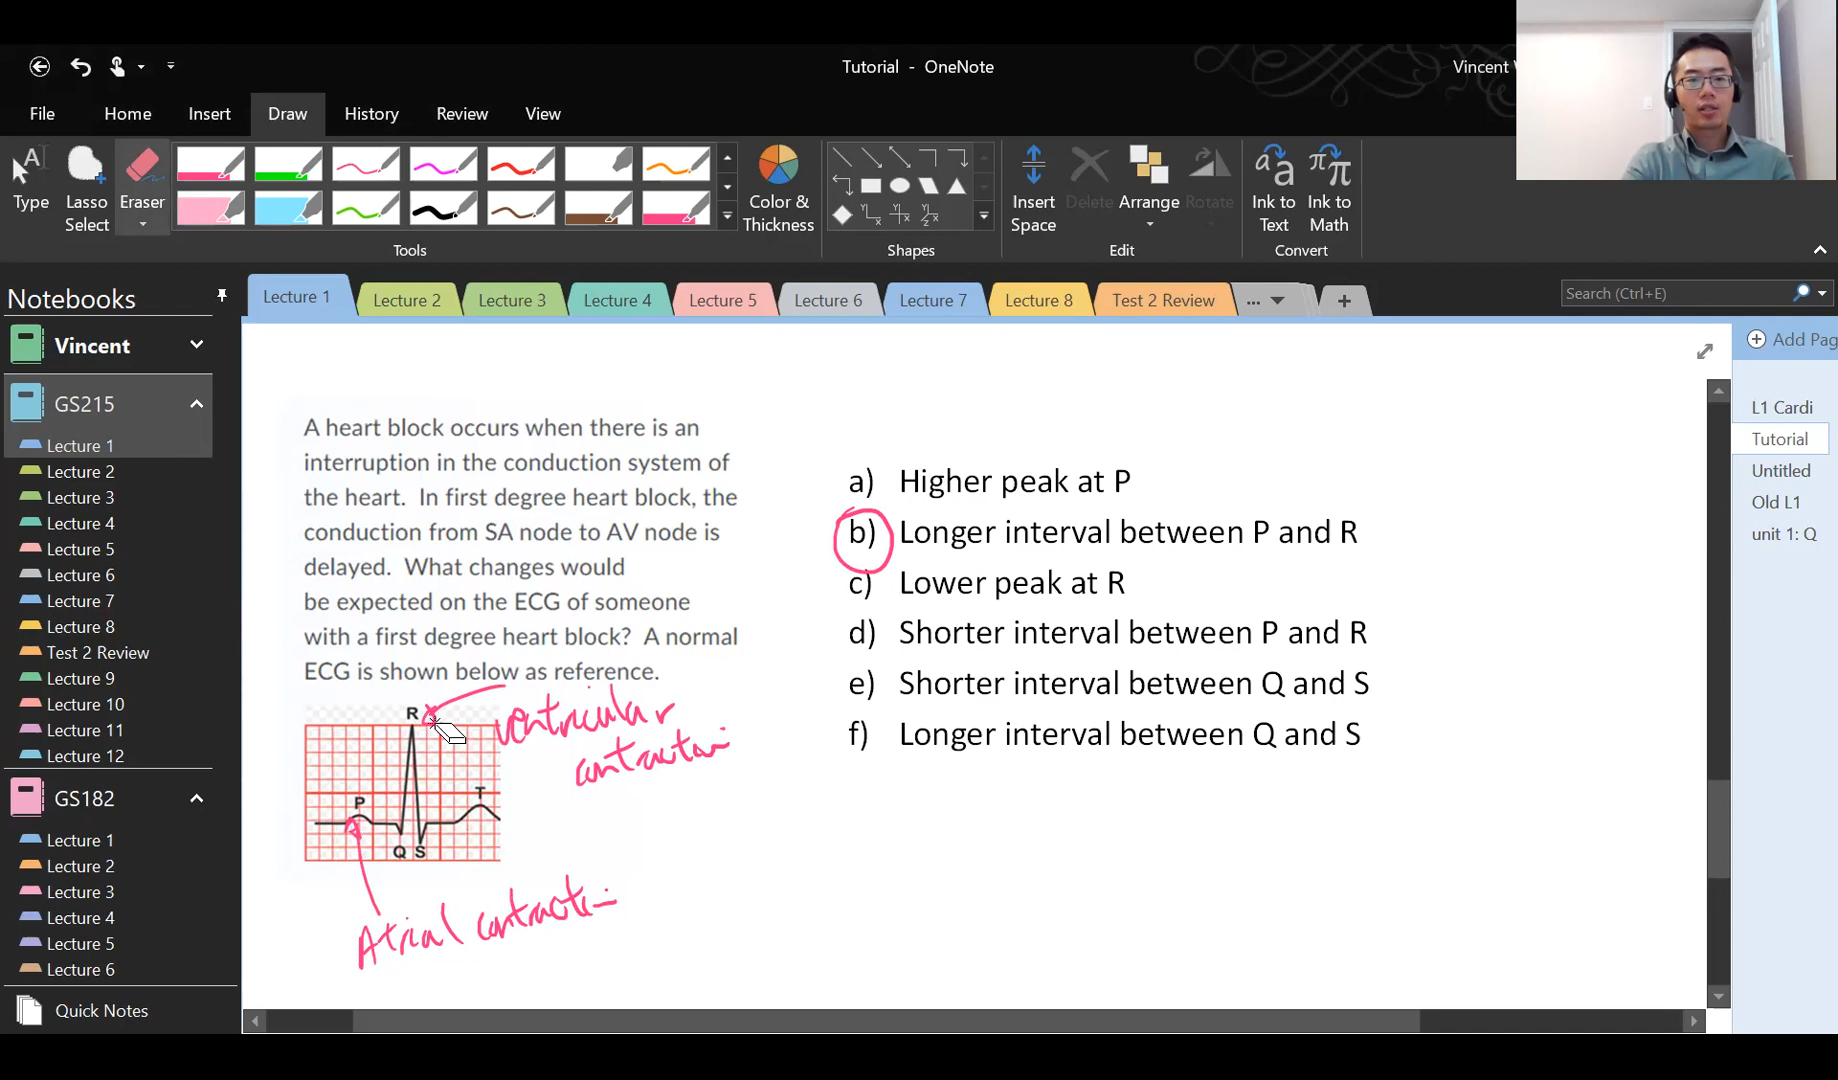 Tutorial - OneNote
Vincent
File
Home
Insert
Draw
History
Review
View
Type
Lasso
Select
Eraser
Color &
Thickness
Insert
Space
Delete
Arrange
Rotate
Ink to
Text
Ink to
Math
Tools
Shapes
Edit
Convert
Notebooks
Lecture 1
Lecture 2
Lecture 3
Lecture 4
Lecture 5
Lecture 6
Lecture 7
Lecture 8
Test 2 Review
...
Search (Ctrl+E)
Vincent
GS215
Lecture 1
Lecture 2
Lecture 3
Lecture 4
Lecture 5
Lecture 6
Lecture 7
Lecture 8
Test 2 Review
Lecture 9
Lecture 10
Lecture 11
Lecture 12
GS182
Lecture 1
Lecture 2
Lecture 3
Lecture 4
Lecture 5
Lecture 6
Quick Notes
A heart block occurs when there is an
interruption in the conduction system of
the heart. In first degree heart block, the
conduction from SA node to AV node is
delayed. What changes would
be expected on the ECG of someone
with a first degree heart block? A normal
ECG is shown below as reference.
R
P
T
Q S
ventricular
contraction
Atrial contraction
a) Higher peak at P
b) Longer interval between P and R
c) Lower peak at R
d) Shorter interval between P and R
e) Shorter interval between Q and S
f) Longer interval between Q and S
Add Pag
L1 Cardi
Tutorial
Untitled
Old L1
unit 1: Q